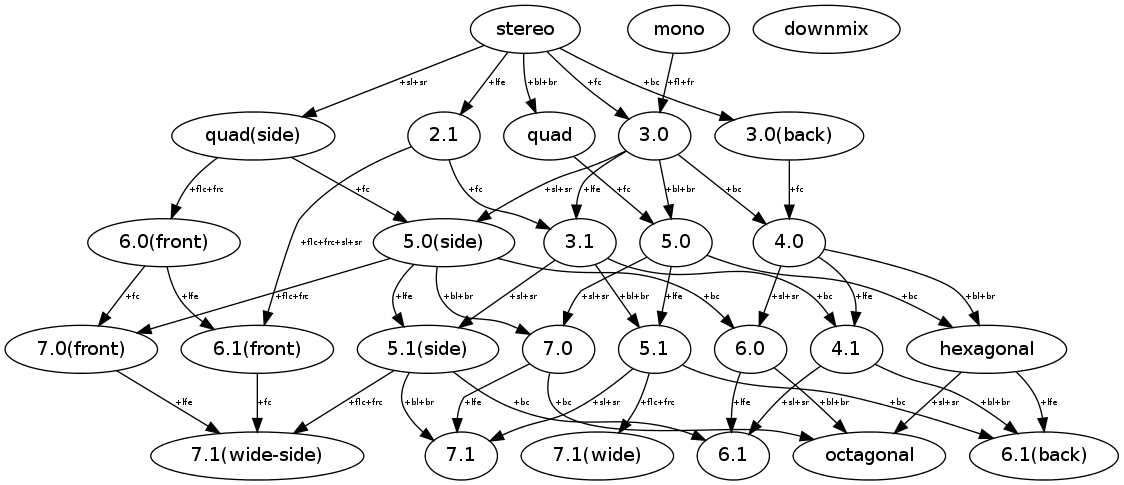 stereo
mono
downmix
+sl+sr
+lfe
+bl+br
+fc
+bc
+fl+fr
quad(side)
2.1
quad
3.0
3.0(back)
+flc+frc
+fc
+fc
+sl+sr
+lfe
+fc
+bl+br
+bc
+fc
6.0(front)
+flc+frc+sl+sr
5.0(side)
3.1
5.0
4.0
+fc
+lfe
+flc+frc
+lfe
+bl+br
+sl+sr
+sl+sr
+bl+br
+lfe
+bc
+sl+sr
+bc
+lfe
+bc
+bl+br
7.0(front)
6.1(front)
5.1(side)
7.0
5.1
6.0
4.1
hexagonal
+lfe
+fc
+flc+frc
+bl+br
+lfe
+bc
+bc
+sl+sr
+flc+frc
+lfe
+sl+sr
+bl+br
+bc
+sl+sr
+bl+br
+lfe
7.1(wide-side)
7.1
7.1(wide)
6.1
octagonal
6.1(back)